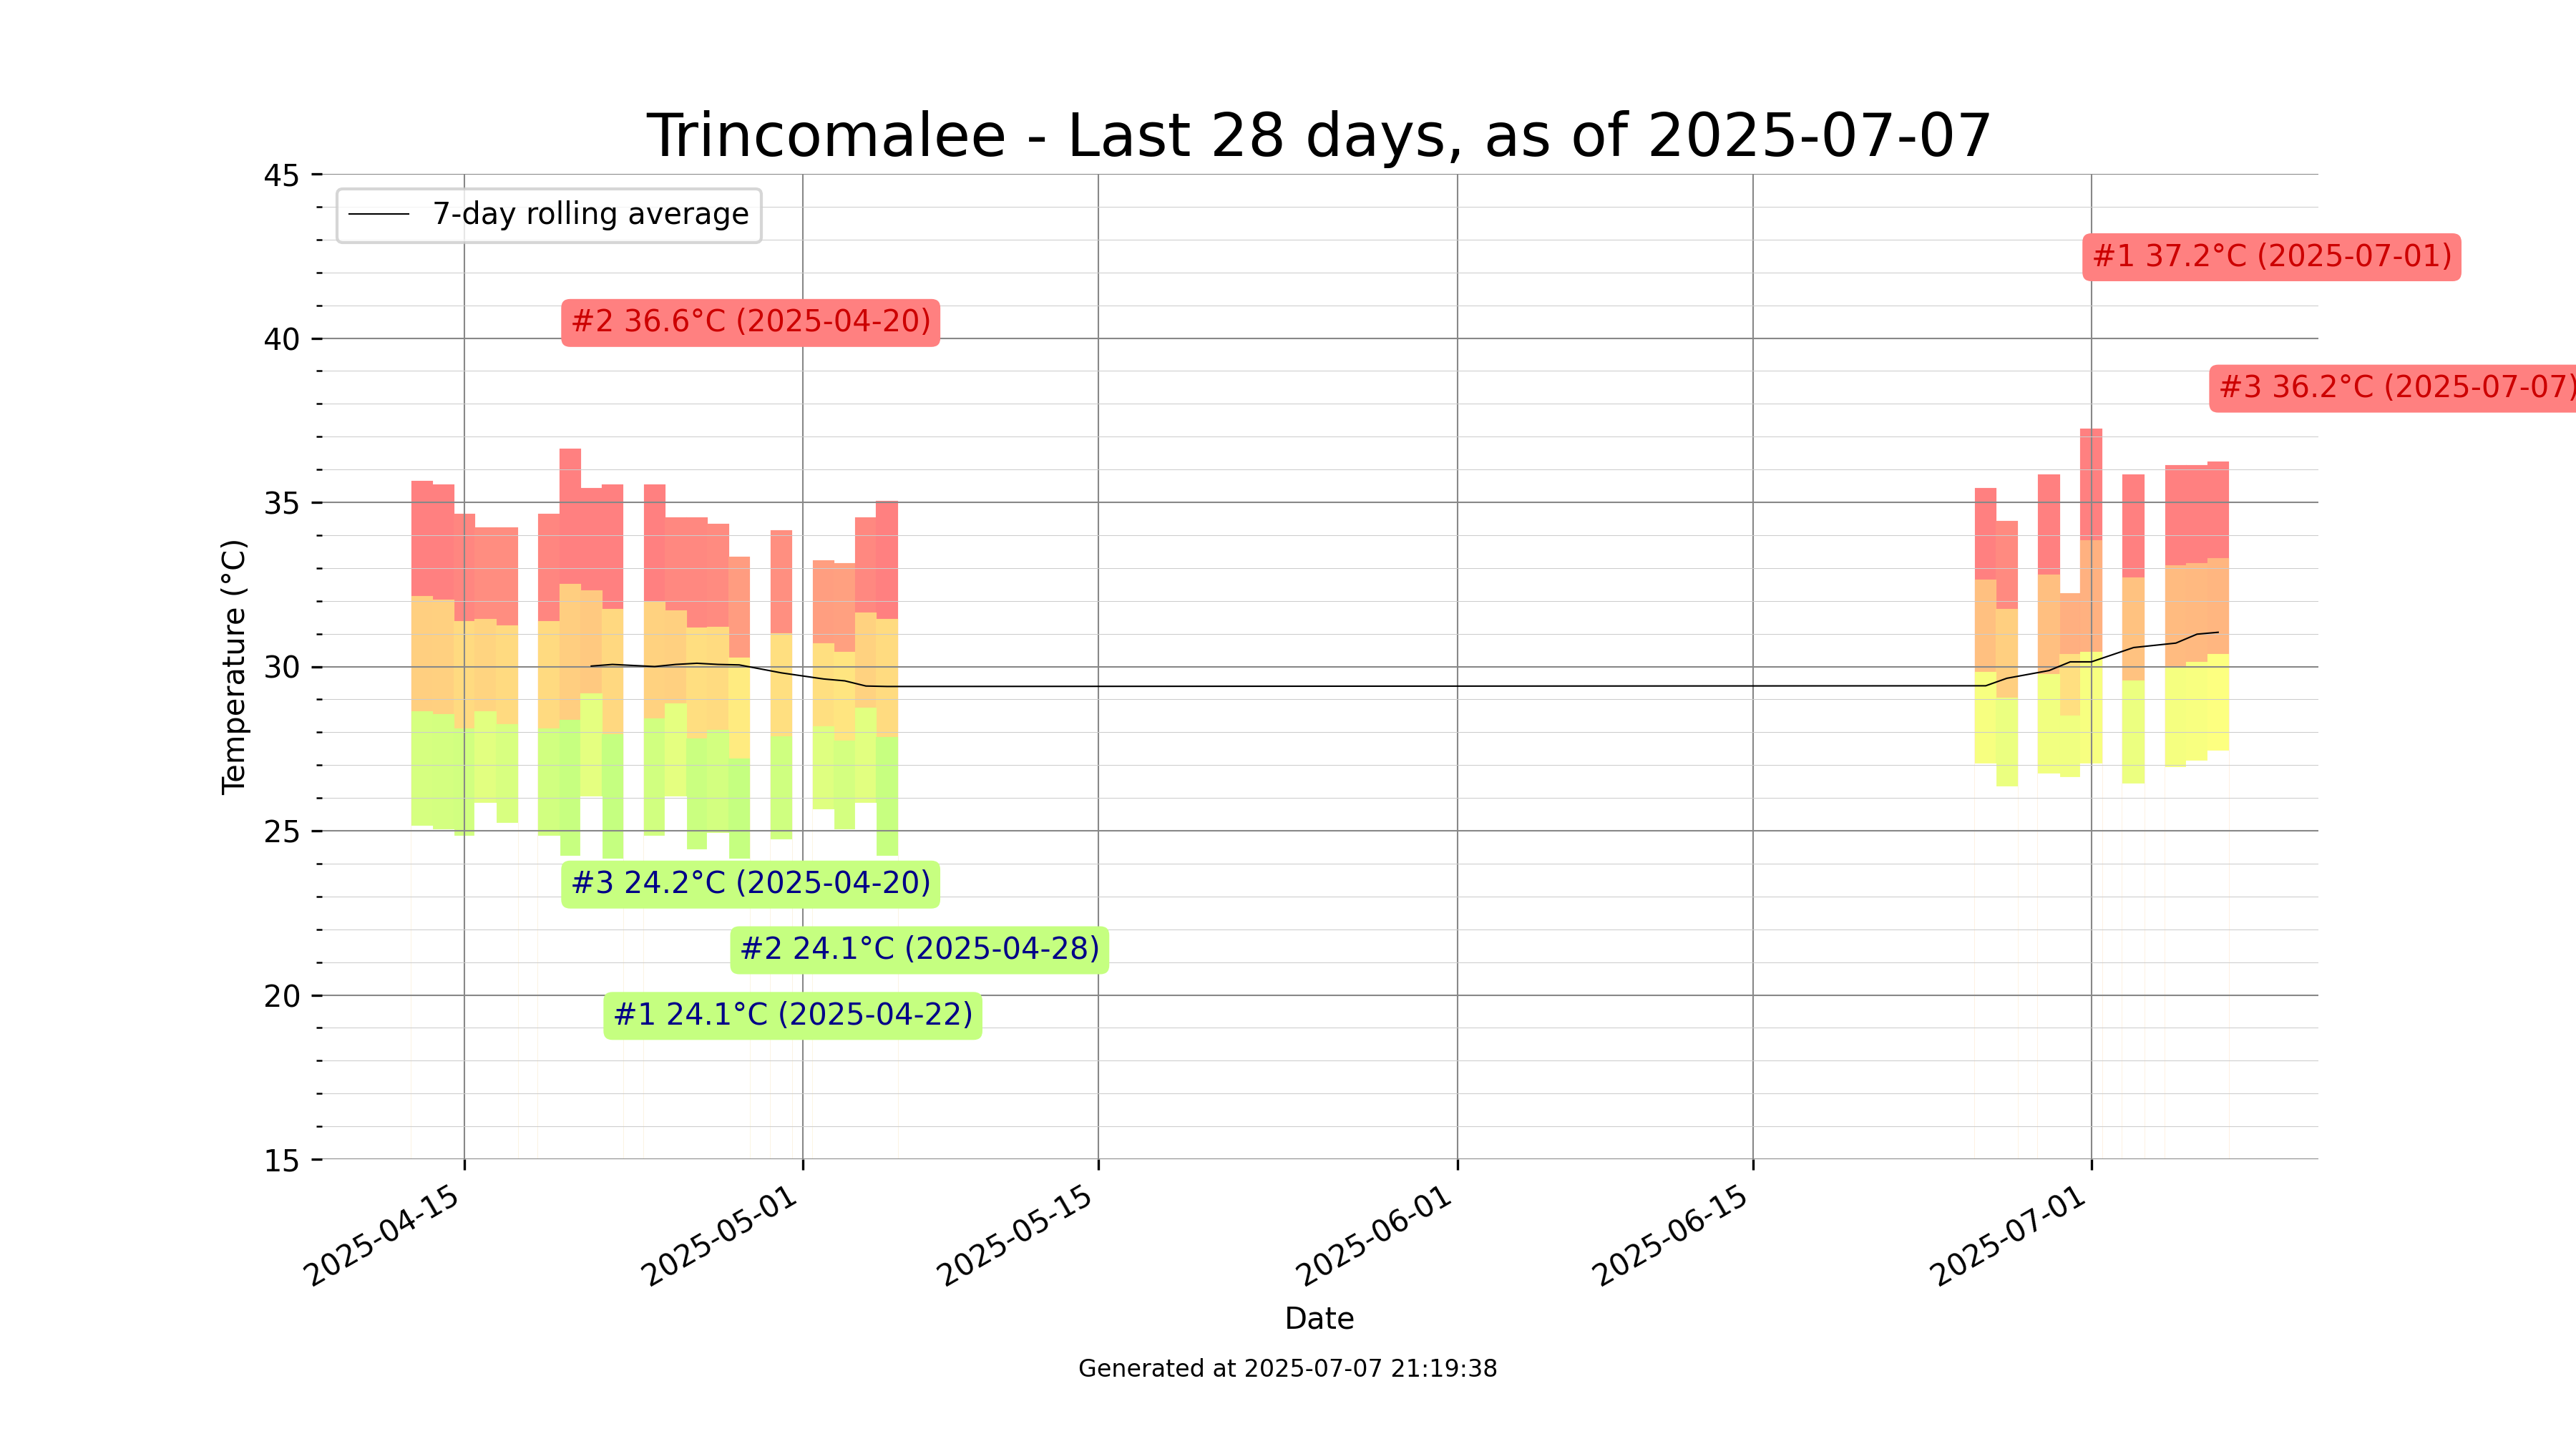 Trincomalee - Last 28 days, as of 2025-07-07
45
7-day rolling average
#1 37.2°C (2025-07-01)
#2 36.6°C (2025-04-20)
40
#3 36.2°C (2025-07-07)
35
30
Temperature (°C)
25
#3 24.2°C (2025-04-20)
#2 24.1°C (2025-04-28)
20
#1 24.1°C (2025-04-22)
15
2025-04-15
2025-05-01
2025-05-15
2025-06-01
2025-06-15
2025-07-01
Date
Generated at 2025-07-07 21:19:38